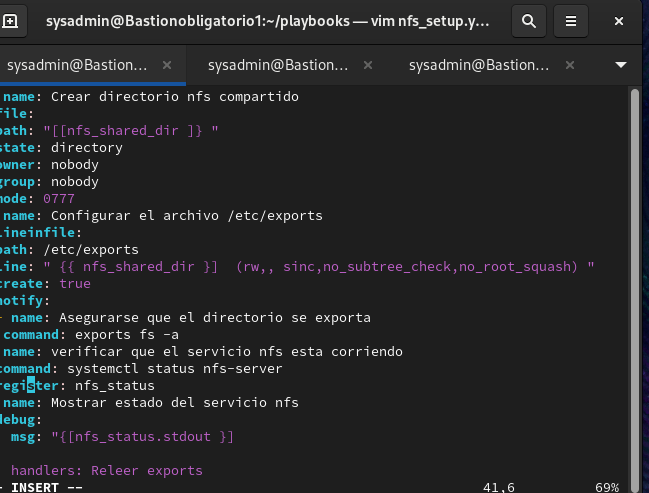 sysadmin@Bastionobligatorio1:~/playbooks — vim nfs_setup.y…
sysadmin@Bastion… × sysadmin@Bastion… × sysadmin@Bastion… ×
name: Crear directorio nfs compartido
file:
path: "[[nfs_shared_dir ]} "
state: directory
owner: nobody
group: nobody
mode: 0777
name: Configurar el archivo /etc/exports
lineinfile:
path: /etc/exports
line: " {{ nfs_shared_dir }]  (rw,, sinc,no_subtree_check,no_root_squash) "
create: true
notify:
- name: Asegurarse que el directorio se exporta
command: exports fs -a
name: verificar que el servicio nfs esta corriendo
command: systemctl status nfs-server
register: nfs_status
name: Mostrar estado del servicio nfs
debug:
msg: "{[nfs_status.stdout }]
handlers: Releer exports
- INSERT -- 41,6 69%